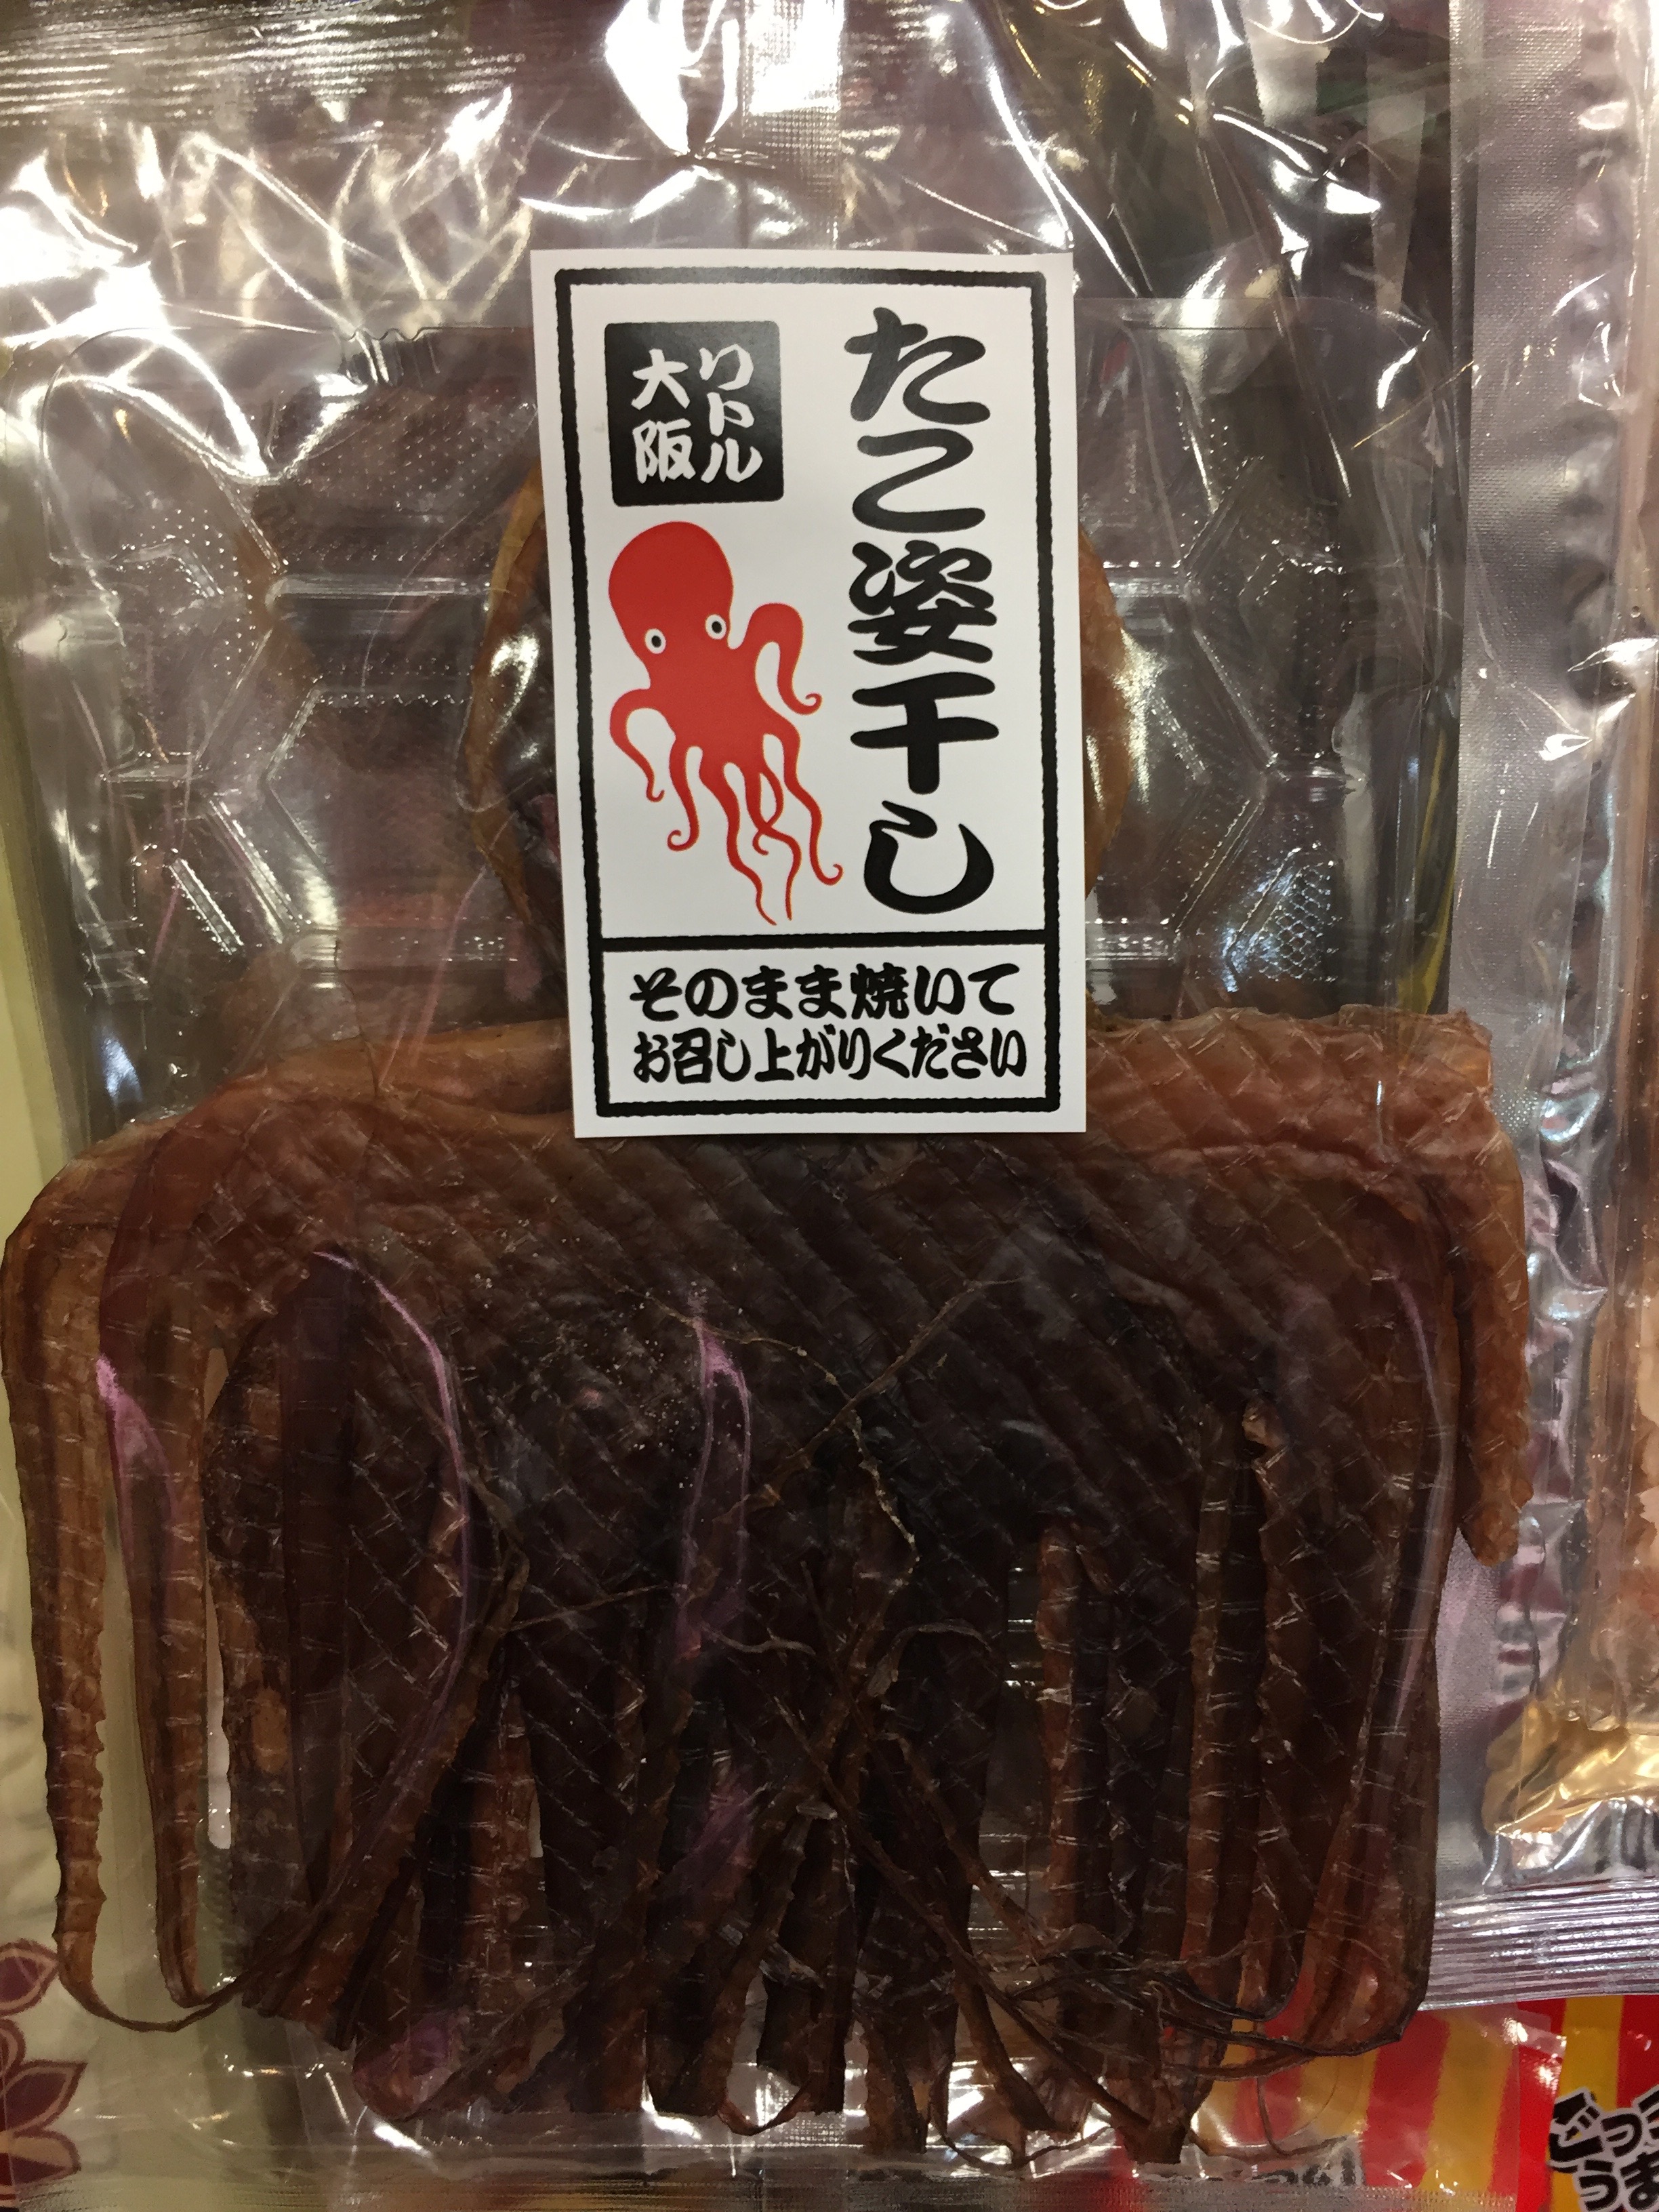 たこ姿干し
リトル
大阪
そのまま焼いて
お召し上がりください